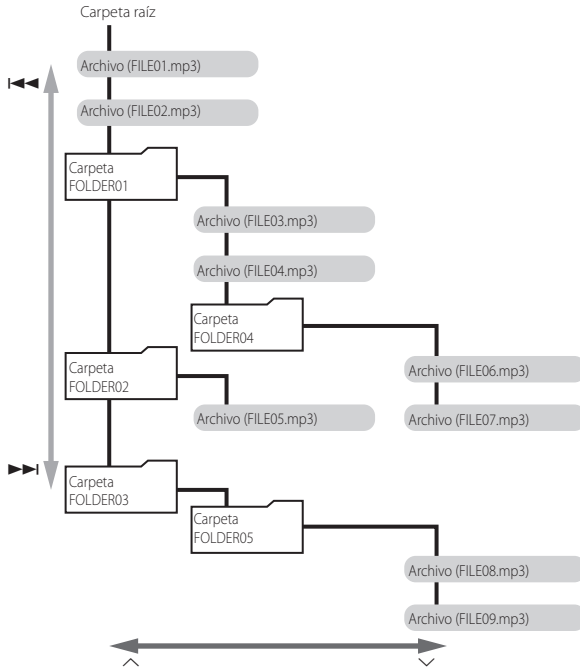 Carpeta raíz
Archivo (FILE01.mp3)
Archivo (FILE02.mp3)
Carpeta
FOLDER01
Archivo (FILE03.mp3)
Archivo (FILE04.mp3)
Carpeta
FOLDER04
Carpeta
FOLDER02
Archivo (FILE06.mp3)
Archivo (FILE05.mp3)
Archivo (FILE07.mp3)
Carpeta
FOLDER03
Carpeta
FOLDER05
Archivo (FILE08.mp3)
Archivo (FILE09.mp3)